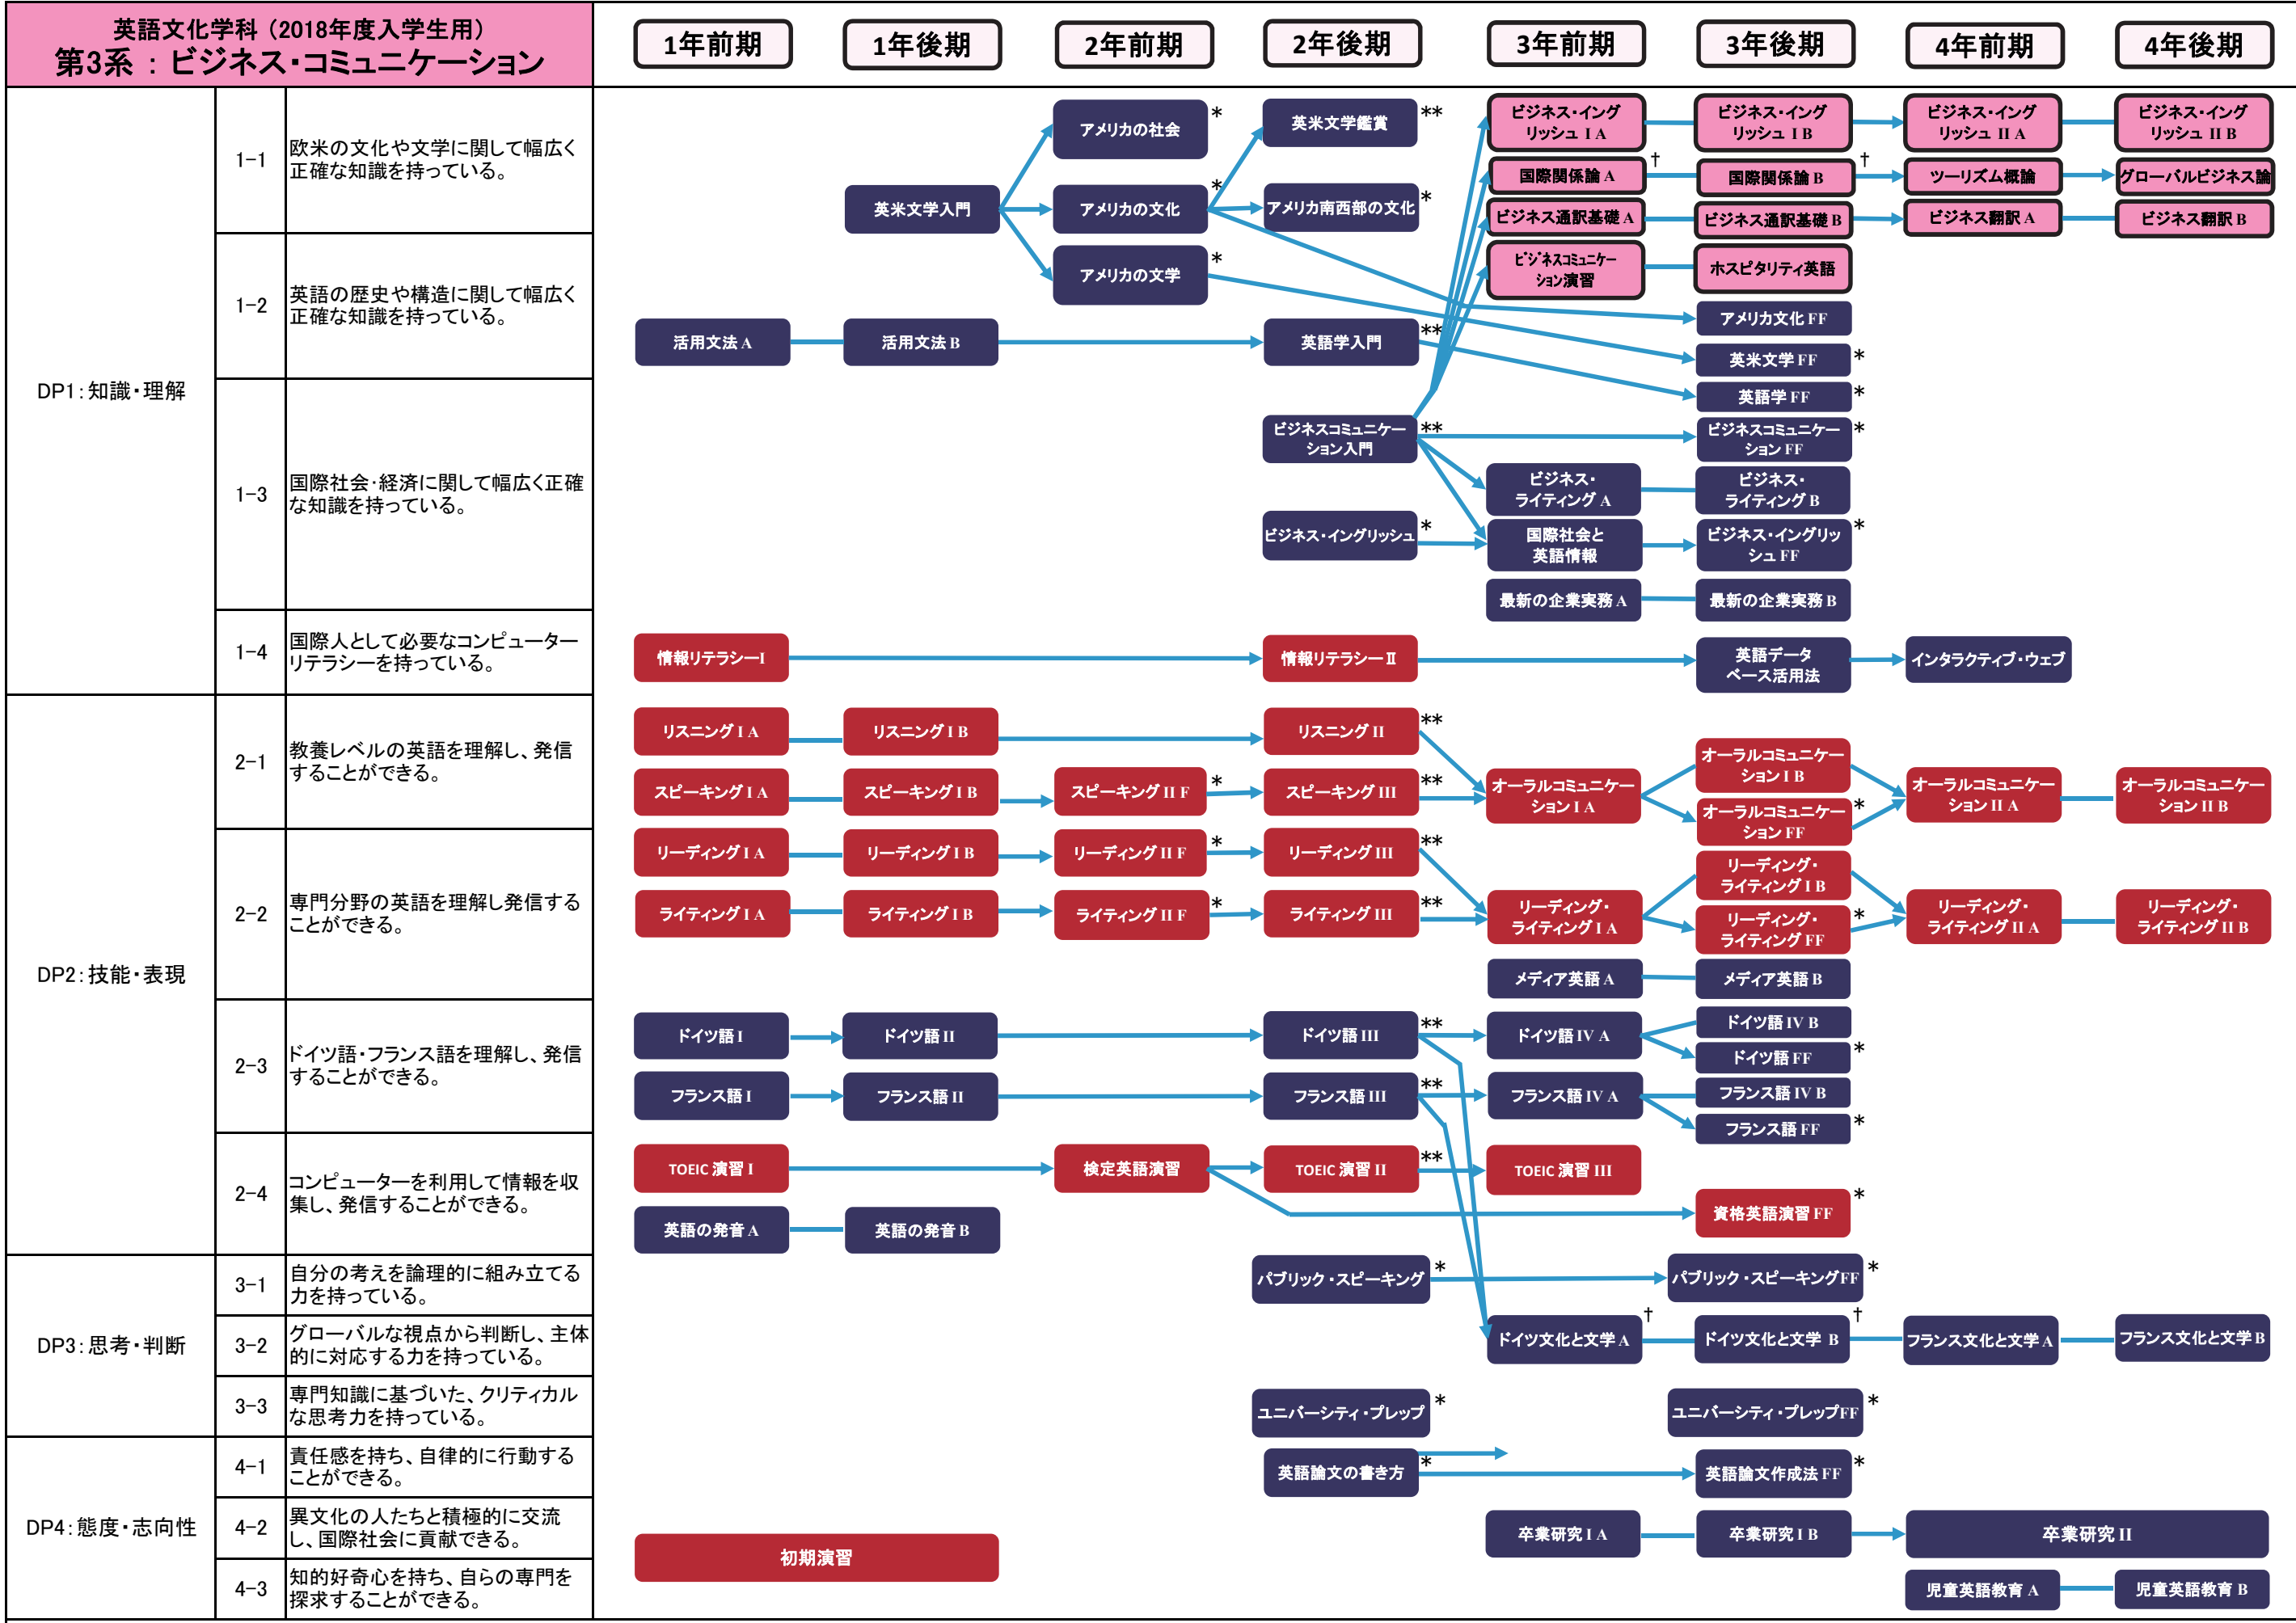 英語文化学科（2018年度入学生用）
第3系 ： ビジネス・コミュニケーション
1年前期
1年後期
2年前期
2年後期
3年前期
3年後期
4年前期
4年後期
DP1：知識・理解
1-1
欧米の文化や文学に関して幅広く
正確な知識を持っている。
1-2
英語の歴史や構造に関して幅広く
正確な知識を持っている。
1-3
国際社会・経済に関して幅広く正確
な知識を持っている。
1-4
国際人として必要なコンピューター
リテラシーを持っている。
アメリカの社会
*
英米文学鑑賞
**
ビジネス・イング
リッシュ I A
ビジネス・イング
リッシュ I B
ビジネス・イング
リッシュ II A
ビジネス・イング
リッシュ II B
国際関係論 A
†
国際関係論 B
†
ツーリズム概論
グローバルビジネス論
英米文学入門
アメリカの文化
*
アメリカ南西部の文化
*
ビジネス通訳基礎 A
ビジネス通訳基礎 B
ビジネス翻訳 A
ビジネス翻訳 B
アメリカの文学
*
ビジネスコミュニケー
ション演習
ホスピタリティ英語
アメリカ文化 FF
活用文法 A
活用文法 B
英語学入門
**
英米文学 FF
*
英語学 FF
*
ビジネスコミュニケー
ション入門
**
ビジネスコミュニケー
ション FF
*
ビジネス・
ライティング A
ビジネス・
ライティング B
ビジネス・イングリッシュ
*
国際社会と
英語情報
ビジネス・イングリッ
シュ FF
*
最新の企業実務 A
最新の企業実務 B
情報リテラシーI
情報リテラシーⅡ
英語データ
ベース活用法
インタラクティブ・ウェブ
DP2：技能・表現
2-1
教養レベルの英語を理解し、発信
することができる。
2-2
専門分野の英語を理解し発信する
ことができる。
2-3
ドイツ語・フランス語を理解し、発信
することができる。
2-4
コンピューターを利用して情報を収
集し、発信することができる。
リスニング I A
リスニング I B
リスニング II
**
スピーキング I A
スピーキング I B
スピーキング II F
*
スピーキング III
**
オーラルコミュニケー
ション I A
オーラルコミュニケー
ション I B
オーラルコミュニケー
ション FF
*
オーラルコミュニケー
ション II A
オーラルコミュニケー
ション II B
リーディング I A
リーディング I B
リーディング II F
*
リーディング III
**
ライティング I A
ライティング I B
ライティング II F
*
ライティング III
**
リーディング・
ライティング I A
リーディング・
ライティング I B
リーディング・
ライティング FF
*
リーディング・
ライティング II A
リーディング・
ライティング II B
メディア英語 A
メディア英語 B
ドイツ語 I
ドイツ語 II
ドイツ語 III
**
ドイツ語 IV A
ドイツ語 IV B
ドイツ語 FF
*
フランス語 I
フランス語 II
フランス語 III
**
フランス語 IV A
フランス語 IV B
フランス語 FF
*
TOEIC 演習 I
検定英語演習
TOEIC 演習 II
**
TOEIC 演習 III
資格英語演習 FF
*
英語の発音 A
英語の発音 B
DP3：思考・判断
3-1
自分の考えを論理的に組み立てる
力を持っている。
3-2
グローバルな視点から判断し、主体
的に対応する力を持っている。
3-3
専門知識に基づいた、クリティカル
な思考力を持っている。
パブリック・スピーキング
*
パブリック・スピーキングFF
*
ドイツ文化と文学 A
†
ドイツ文化と文学 B
†
フランス文化と文学 A
フランス文化と文学 B
ユニバーシティ・プレップ
*
ユニバーシティ・プレップFF
*
DP4：態度・志向性
4-1
責任感を持ち、自律的に行動する
ことができる。
4-2
異文化の人たちと積極的に交流
し、国際社会に貢献できる。
4-3
知的好奇心を持ち、自らの専門を
探求することができる。
英語論文の書き方
*
英語論文作成法 FF
*
初期演習
卒業研究 I A
卒業研究 I B
卒業研究 II
児童英語教育 A
児童英語教育 B